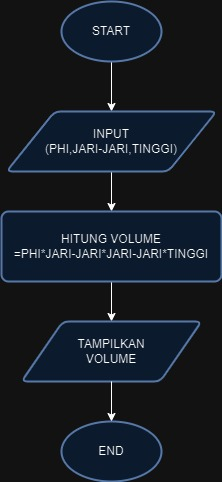 START
INPUT
(PHI,JARI-JARI,TINGGI)
HITUNG VOLUME
=PHI*JARI-JARI*JARI-JARI*TINGGI
TAMPILKAN
VOLUME
END